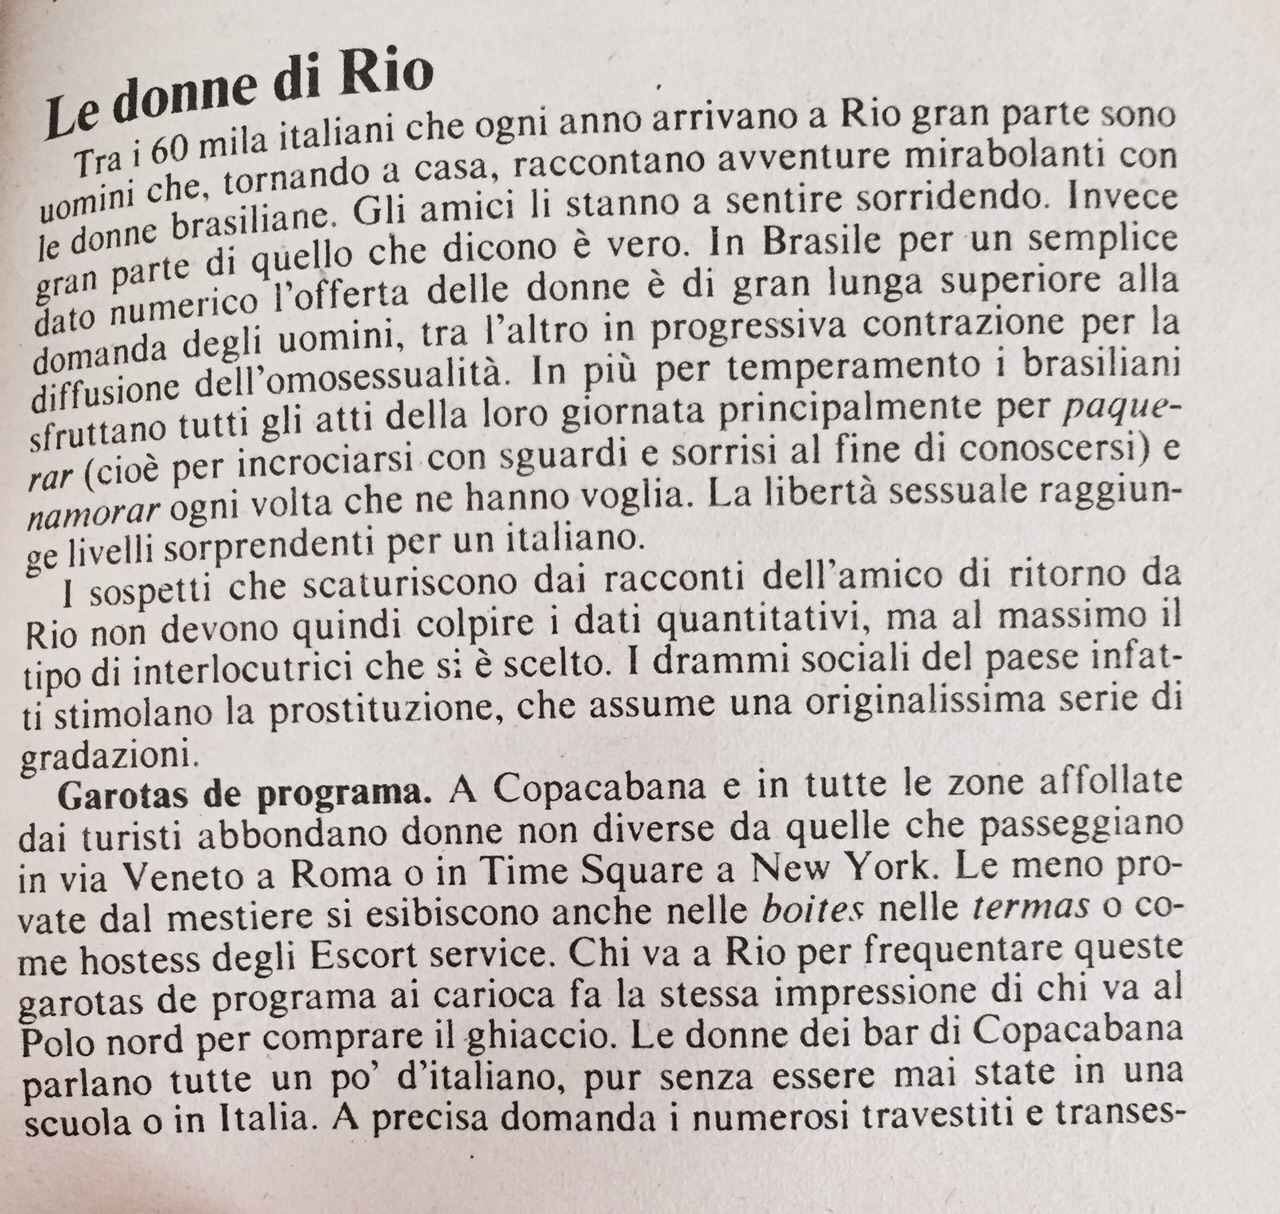 Le donne di Rio
Tra i 60 mila italiani che ogni anno arrivano a Rio gran parte sono
uomini che, tornando a casa, raccontano avventure mirabolanti con
le donne brasiliane. Gli amici li stanno a sentire sorridendo. Invece
gran parte di quello che dicono è vero. In Brasile per un semplice
dato numerico l'offerta delle donne è di gran lunga superiore alla
domanda degli uomini, tra l'altro in progressiva contrazione per la
diffusione dell'omosessualità. In più per temperamento i brasiliani
sfruttano tutti gli atti della loro giornata principalmente per paque-
rar (cioè per incrociarsi con sguardi e sorrisi al fine di conoscersi) e
namorar ogni volta che ne hanno voglia. La libertà sessuale raggiun-
ge livelli sorprendenti per un italiano.
I sospetti che scaturiscono dai racconti dell'amico di ritorno da
Rio non devono quindi colpire i dati quantitativi, ma al massimo il
tipo di interlocutrici che si è scelto. I drammi sociali del paese infat-
ti stimolano la prostituzione, che assume una originalissima serie di
gradazioni.
Garotas de programa. A Copacabana e in tutte le zone affollate
dai turisti abbondano donne non diverse da quelle che passeggiano
in via Veneto a Roma o in Time Square a New York. Le meno pro-
vate dal mestiere si esibiscono anche nelle boites nelle termas o co-
me hostess degli Escort service. Chi va a Rio per frequentare queste
garotas de programa ai carioca fa la stessa impressione di chi va al
Polo nord per comprare il ghiaccio. Le donne dei bar di Copacabana
parlano tutte un po' d'italiano, pur senza essere mai state in una
scuola o in Italia. A precisa domanda i numerosi travestiti e transes-